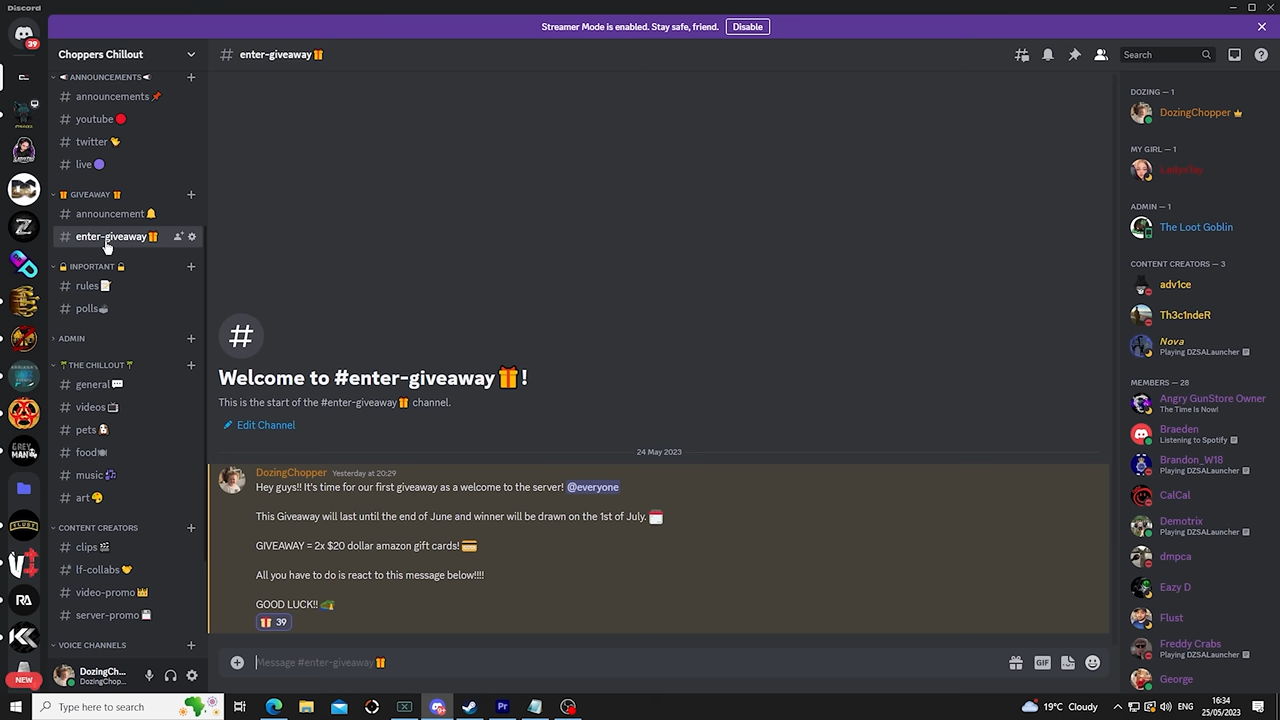 Discord
Streamer Mode is enabled. Stay safe, friend. Disable
39
Choppers Chillout
ANNOUNCEMENTS
announcements
youtube
twitter
live
GIVEAWAY
announcement
enter-giveaway
INPORTANT
rules
polls
ADMIN
THE CHILLOUT
general
videos
pets
food
music
art
CONTENT CREATORS
clips
lf-collabs
video-promo
server-promo
VOICE CHANNELS
NEW
DozingCh...
DozingChop...
# enter-giveaway
Search
Welcome to #enter-giveaway!
This is the start of the #enter-giveaway channel.
Edit Channel
24 May 2023
DozingChopper Yesterday at 20:29
Hey guys!! It's time for our first giveaway as a welcome to the server! @everyone
This Giveaway will last until the end of June and winner will be drawn on the 1st of July.
GIVEAWAY = 2x $20 dollar amazon gift cards!
All you have to do is react to this message below!!!!
GOOD LUCK!!
39
Message #enter-giveaway
GIF
DOZING — 1
DozingChopper
MY GIRL — 1
ADMIN — 1
The Loot Goblin
CONTENT CREATORS — 3
adv1ce
Th3c1ndeR
Nova
Playing DZSALauncher
MEMBERS — 28
Angry GunStore Owner
The Time Is Now!
Braeden
Listening to Spotify
Brandon_W18
Playing DZSALauncher
CalCal
Demotrix
Playing DZSALauncher
dmpca
Eazy D
Flust
Freddy Crabs
Playing DZSALauncher
George
Type here to search
Pr
19°C Cloudy
ENG
16:34
25/05/2023